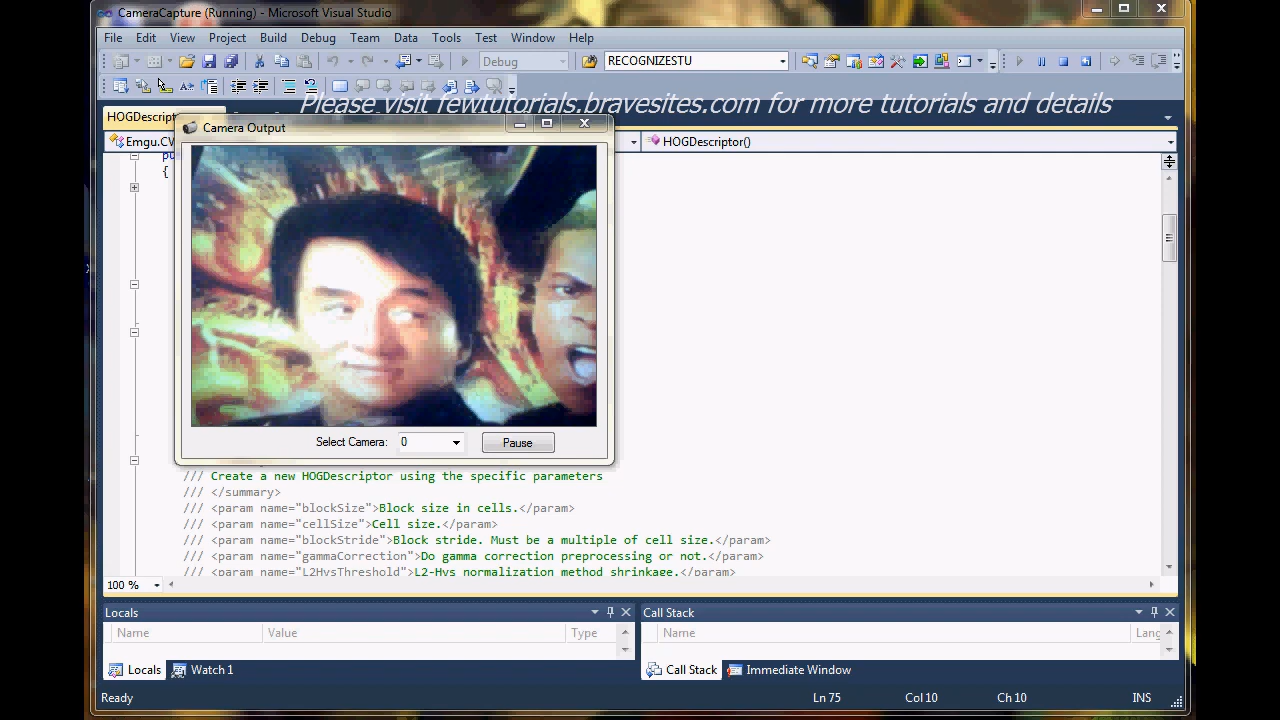 CameraCapture (Running) - Microsoft Visual Studio
File Edit View Project Build Debug Team Tools Data Test Window Help
Debug RECOGNIZESTU
Please visit fewtutorials.bravesites.com for more tutorials and details
HOGDescript
Camera Output
Emgu.CV HOGDescriptor()
pu
{
Select Camera: 0 Pause
/// Create a new HOGDescriptor using the specific parameters
/// </summary>
/// <param name="blockSize">Block size in cells.</param>
/// <param name="cellSize">Cell size.</param>
/// <param name="blockStride">Block stride. Must be a multiple of cell size.</param>
/// <param name="gammaCorrection">Do gamma correction preprocessing or not.</param>
/// <param name="L2HysThreshold">L2-Hys normalization method shrinkage.</param>
100 %
Locals Call Stack
Name Value Type Name Lang
Locals Watch 1 Call Stack Immediate Window
Ready Ln 75 Col 10 Ch 10 INS